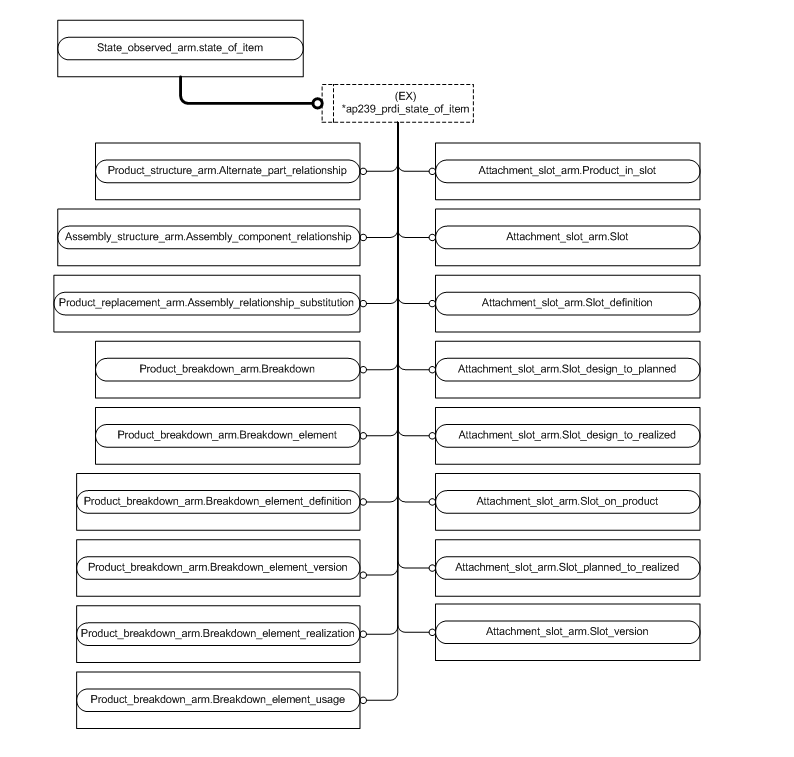 State_observed_arm.state_of_item
(EX)
*ap239_prdi_state_of_item
Product_structure_arm.Alternate_part_relationship
Attachment_slot_arm.Product_in_slot
Assembly_structure_arm.Assembly_component_relationship
Attachment_slot_arm.Slot
Product_replacement_arm.Assembly_relationship_substitution
Attachment_slot_arm.Slot_definition
Product_breakdown_arm.Breakdown
Attachment_slot_arm.Slot_design_to_planned
Product_breakdown_arm.Breakdown_element
Attachment_slot_arm.Slot_design_to_realized
Product_breakdown_arm.Breakdown_element_definition
Attachment_slot_arm.Slot_on_product
Product_breakdown_arm.Breakdown_element_version
Attachment_slot_arm.Slot_planned_to_realized
Product_breakdown_arm.Breakdown_element_realization
Attachment_slot_arm.Slot_version
Product_breakdown_arm.Breakdown_element_usage